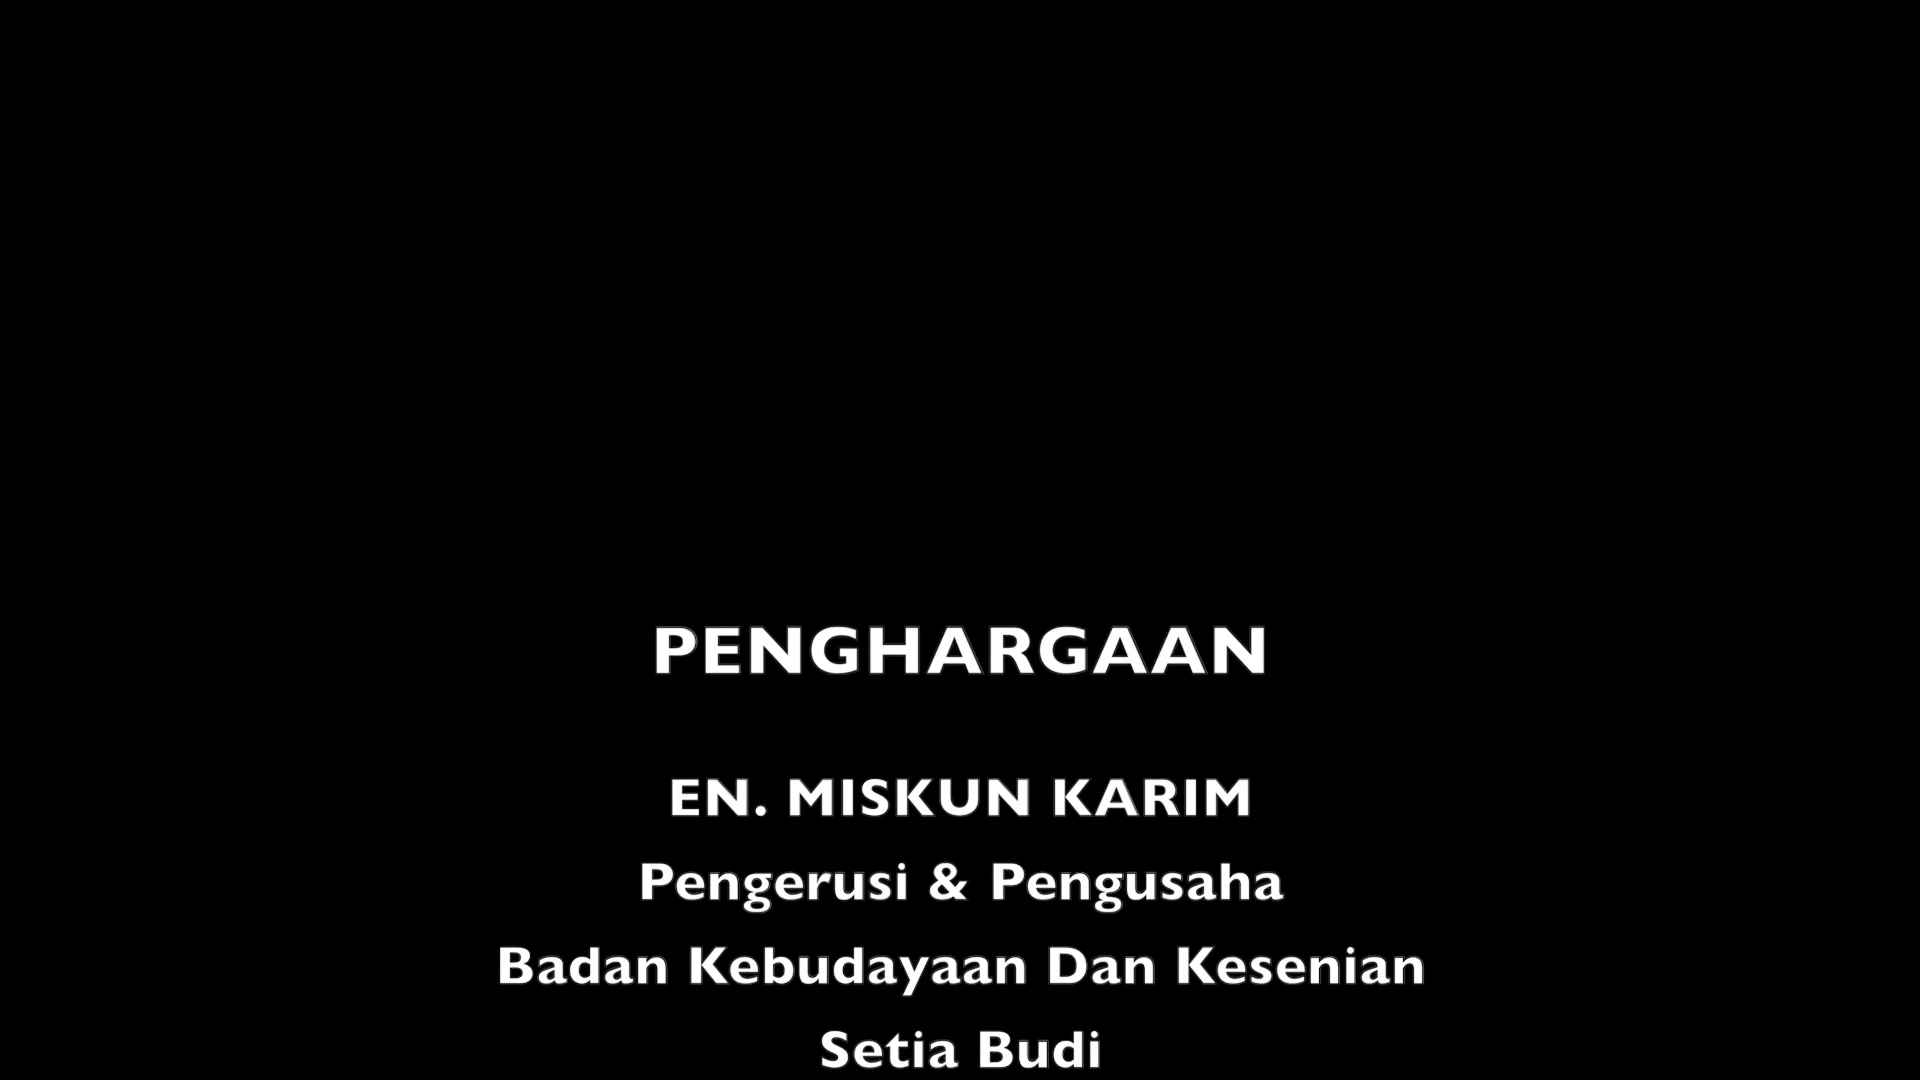 PENGHARGAAN
EN. MISKUN KARIM
Pengerusi & Pengusaha
Badan Kebudayaan Dan Kesenian
Setia Budi